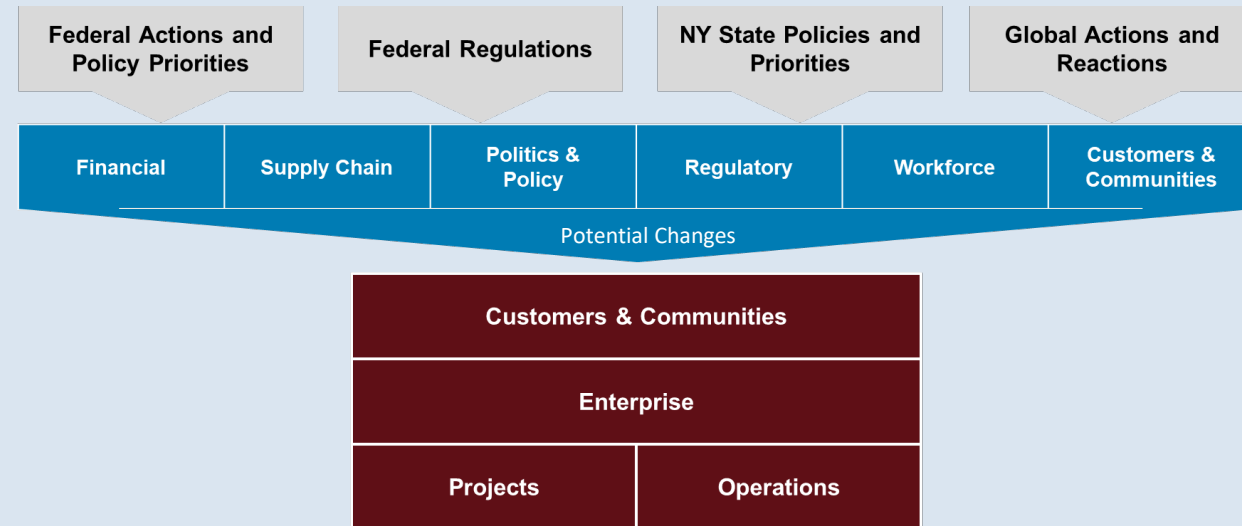 Federal Actions and
Policy Priorities
Federal Regulations
NY State Policies and
Priorities
Global Actions and
Reactions
Financial
Supply Chain
Politics &
Policy
Regulatory
Workforce
Customers &
Communities
Potential Changes
Customers & Communities
Enterprise
Projects
Operations